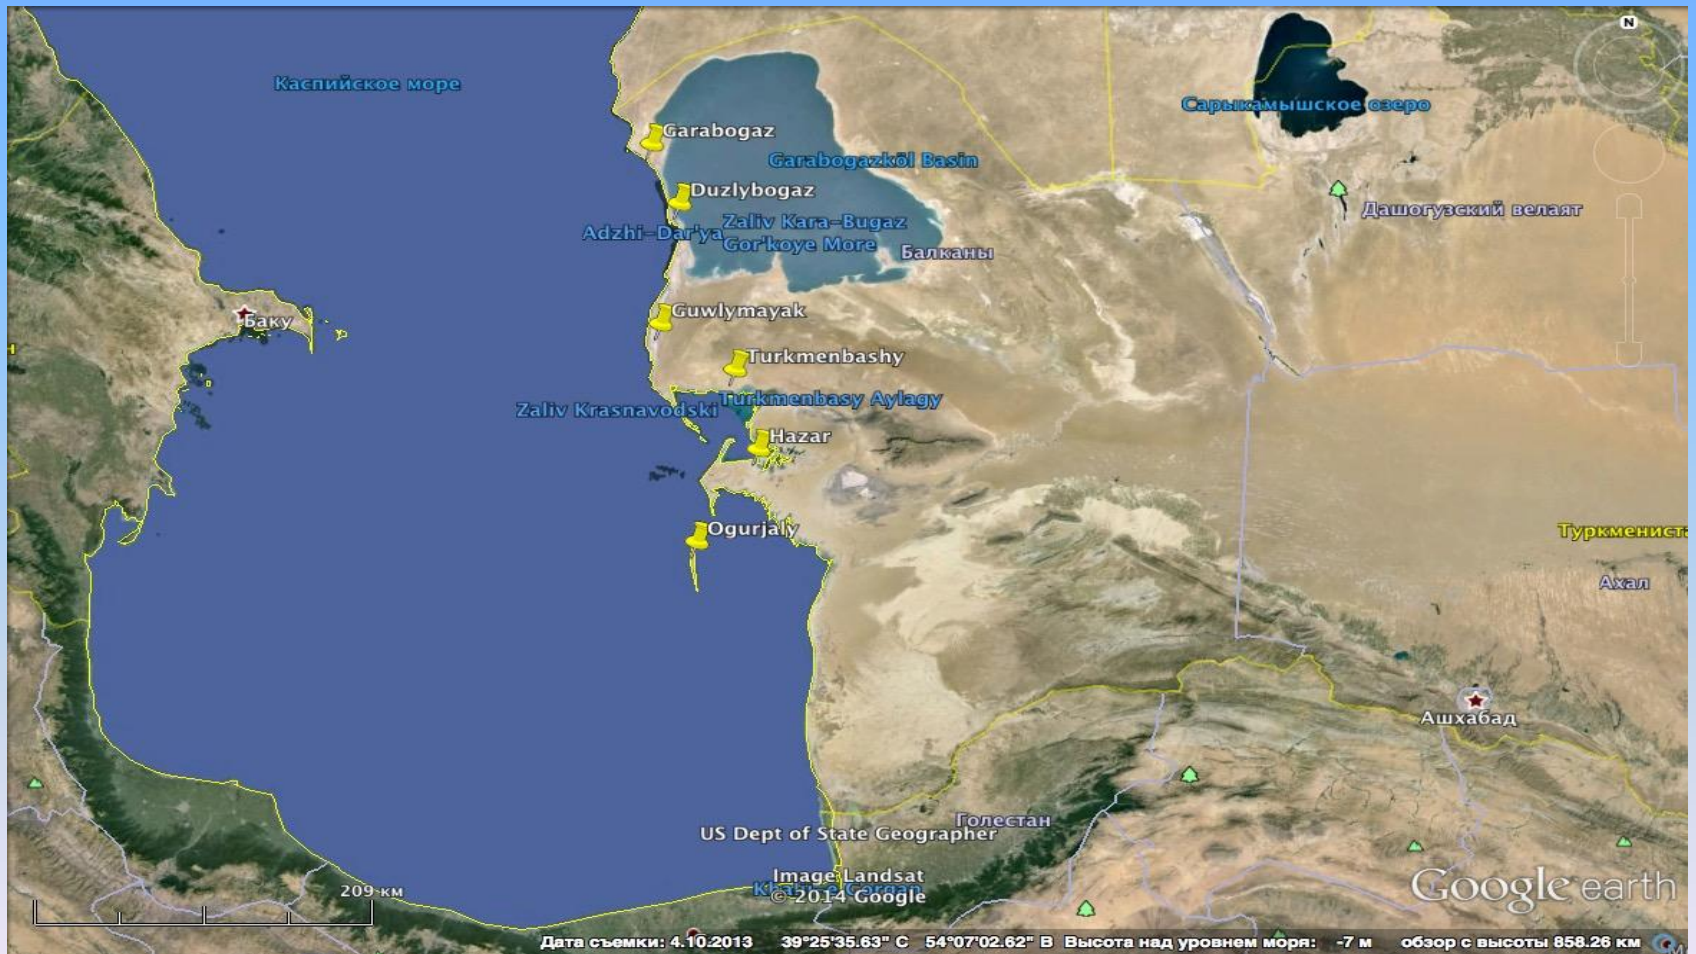 N
Каспийское море
Сарыкамышское озеро
Garabogaz
Garabogazköl Basin
Duzlybogaz
Дашогузский велаят
Zaliv Kara-Bugaz
Adzhi-Dar'ya
Gor'koye More
Балканы
Guwlymayak
Баку
н
Turkmenbashy
Turkmenbasy Aylagy
Zaliv Krasnavodski
Hazar
Ogurjaly
Туркменист
Ахал
Ашхабад
Голестан
US Dept of State Geographer
Image Landsat
© 2014 Google
209 км
Google earth
Дата съемки: 4.10.2013 39°25'35.63" С 54°07'02.62" В Высота над уровнем моря: -7 м обзор с высоты 858.26 км